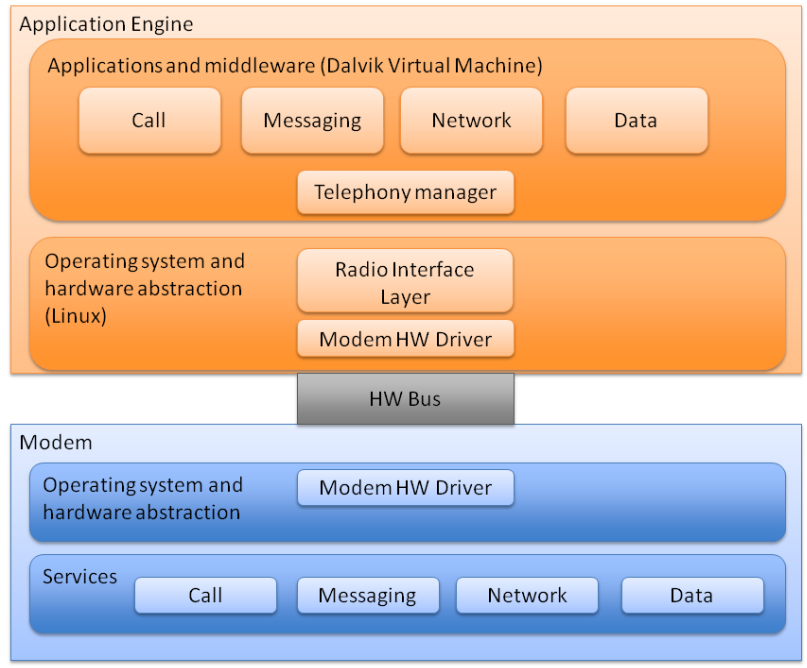 Application Engine
Applications and middleware (Dalvik Virtual Machine)
Call
Messaging
Network
Data
Telephony manager
Operating system and
hardware abstraction
(Linux)
Radio Interface
Layer
Modem HW Driver
HW Bus
Modem
Operating system and
hardware abstraction
Modem HW Driver
Services
Call
Messaging
Network
Data